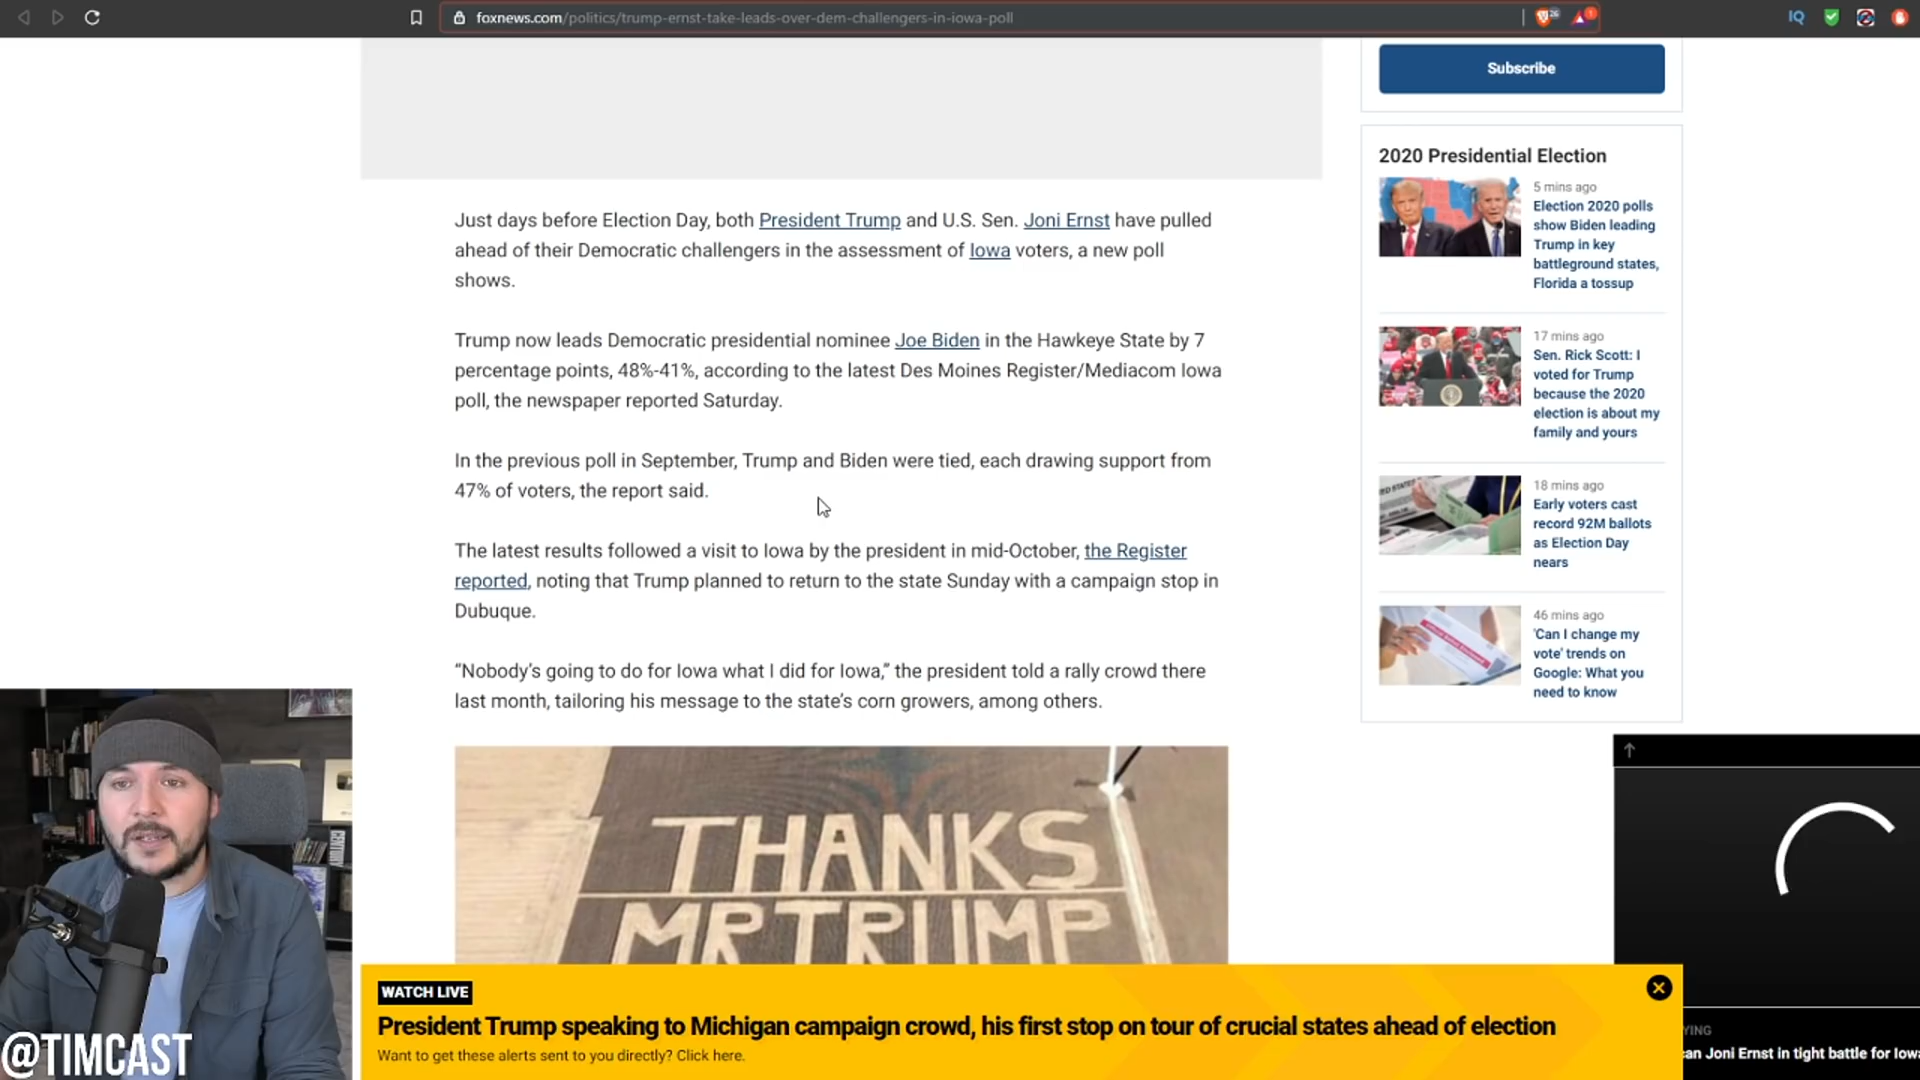 foxnews.com/politics/trump-ernst-take-leads-over-dem-challengers-in-iowa-poll
IQ
Subscribe
Just days before Election Day, both President Trump and U.S. Sen. Joni Ernst have pulled
ahead of their Democratic challengers in the assessment of Iowa voters, a new poll
shows.
Trump now leads Democratic presidential nominee Joe Biden in the Hawkeye State by 7
percentage points, 48%-41%, according to the latest Des Moines Register/Mediacom Iowa
poll, the newspaper reported Saturday.
In the previous poll in September, Trump and Biden were tied, each drawing support from
47% of voters, the report said.
The latest results followed a visit to Iowa by the president in mid-October, the Register
reported, noting that Trump planned to return to the state Sunday with a campaign stop in
Dubuque.
“Nobody’s going to do for Iowa what I did for Iowa,” the president told a rally crowd there
last month, tailoring his message to the state’s corn growers, among others.
THANKS
MR TRUMP
2020 Presidential Election
5 mins ago
Election 2020 polls
show Biden leading
Trump in key
battleground states,
Florida a tossup
17 mins ago
Sen. Rick Scott: I
voted for Trump
because the 2020
election is about my
family and yours
18 mins ago
Early voters cast
record 92M ballots
as Election Day
nears
46 mins ago
'Can I change my
vote' trends on
Google: What you
need to know
WATCH LIVE
President Trump speaking to Michigan campaign crowd, his first stop on tour of crucial states ahead of election
Want to get these alerts sent to you directly? Click here.
YING
an Joni Ernst in tight battle for Iow
@TIMCAST